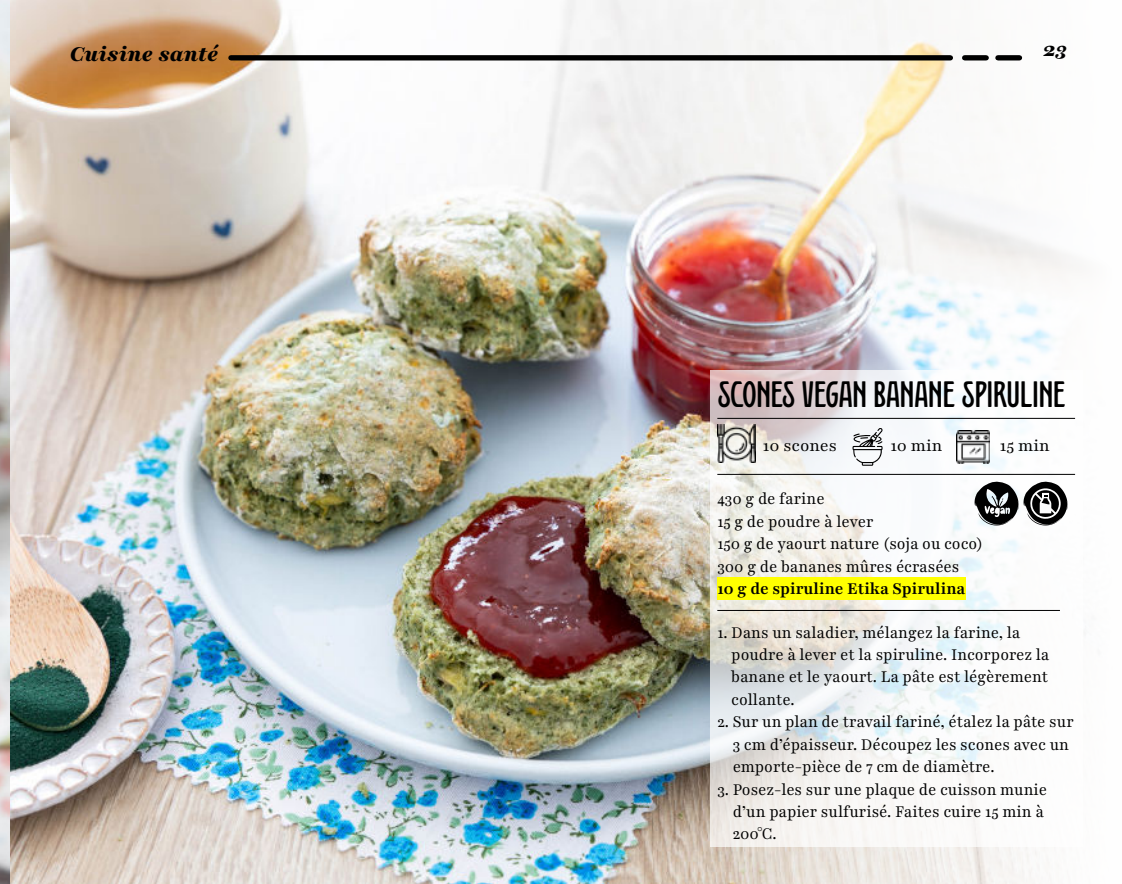 Cuisine santé
23
SCONES VEGAN BANANE SPIRULINE
10 scones 10 min 15 min
430 g de farine
Vegan
15 g de poudre à lever
150 g de yaourt nature (soja ou coco)
300 g de bananes mûres écrasées
10 g de spiruline Etika Spirulina
1. Dans un saladier, mélangez la farine, la
poudre à lever et la spiruline. Incorporez la
banane et le yaourt. La pâte est légèrement
collante.
2. Sur un plan de travail fariné, étalez la pâte sur
3 cm d'épaisseur. Découpez les scones avec un
emporte-pièce de 7 cm de diamètre.
3. Posez-les sur une plaque de cuisson munie
d'un papier sulfurisé. Faites cuire 15 min à
200°C.